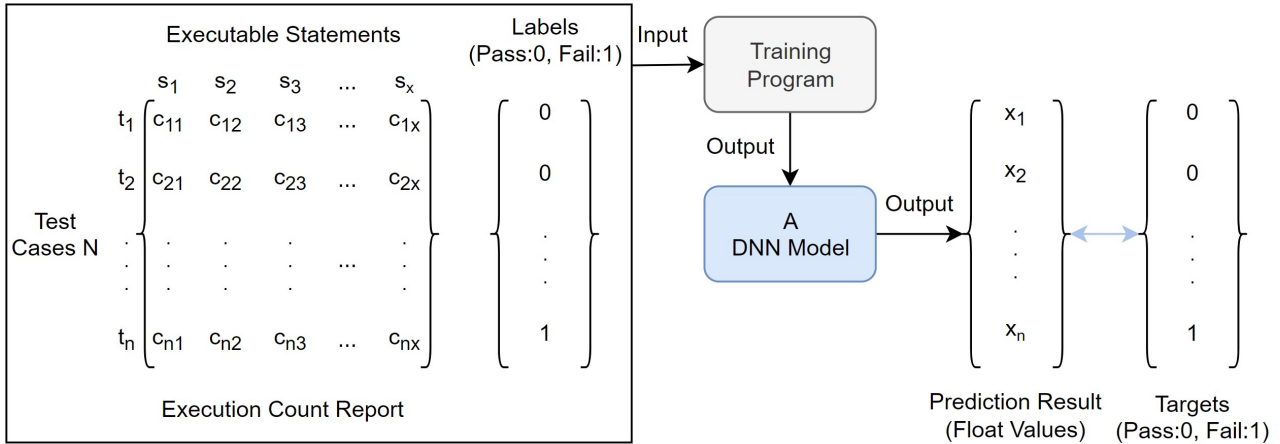 Executable Statements
Labels
(Pass:0, Fail:1)
s1 s2 s3 ... sx
t1 c11 c12 c13 ... c1x 0
t2 c21 c22 c23 ... c2x 0
Test
Cases N
. . . . . .
. . . . ... . .
. . . . . .
tn cn1 cn2 cn3 ... cnx 1
Execution Count Report
Input
Training
Program
Output
A
DNN Model
Output
x1 0
x2 0
. .
. .
. .
xn 1
Prediction Result
(Float Values)
Targets
(Pass:0, Fail:1)